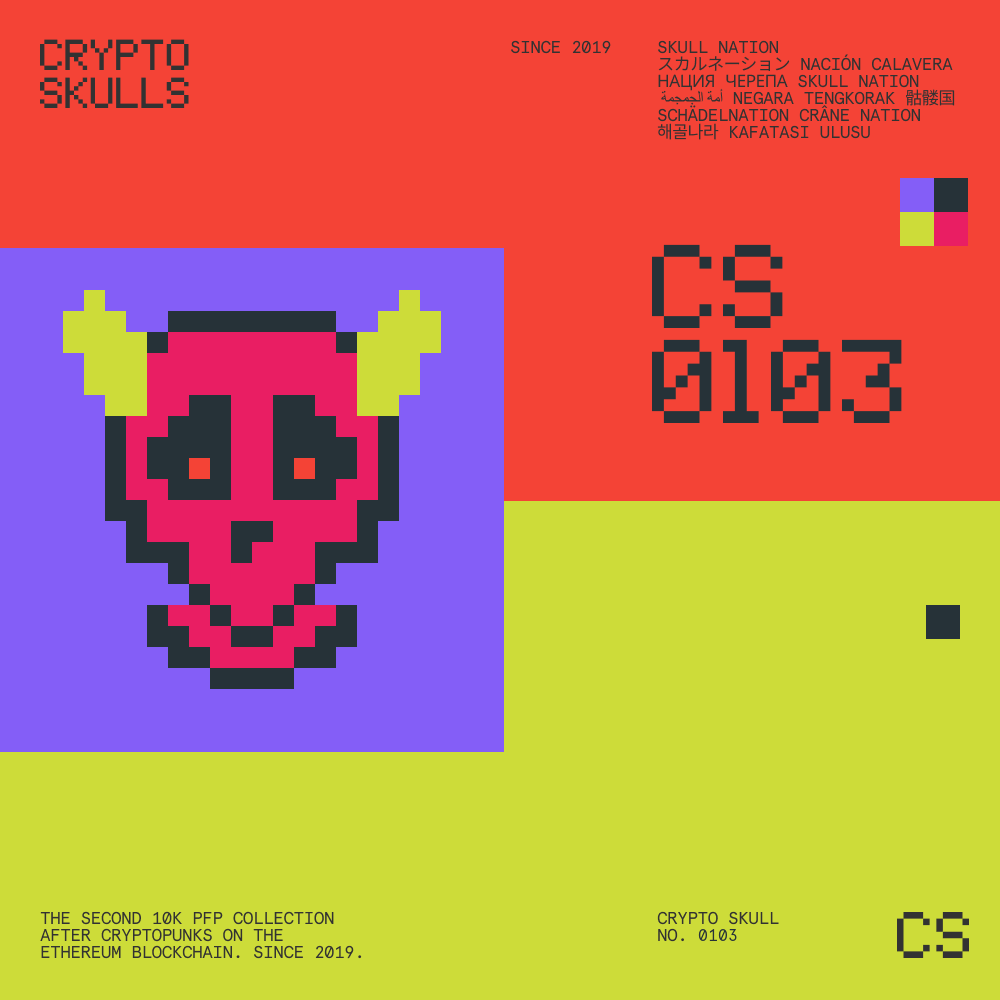 CRYPTO
SKULLS
SINCE 2019
SKULL NATION
スカルネーション NACIÓN CALAVERA
НАЦИЯ ЧЕРЕПА SKULL NATION
أمة الجمجمة NEGARA TENGKORAK 骷髅国
SCHÄDELNATION CRÂNE NATION
해골나라 KAFATASI ULUSU
CS
0103
THE SECOND 10K PFP COLLECTION
AFTER CRYPTOPUNKS ON THE
ETHEREUM BLOCKCHAIN. SINCE 2019.
CRYPTO SKULL
NO. 0103
CS